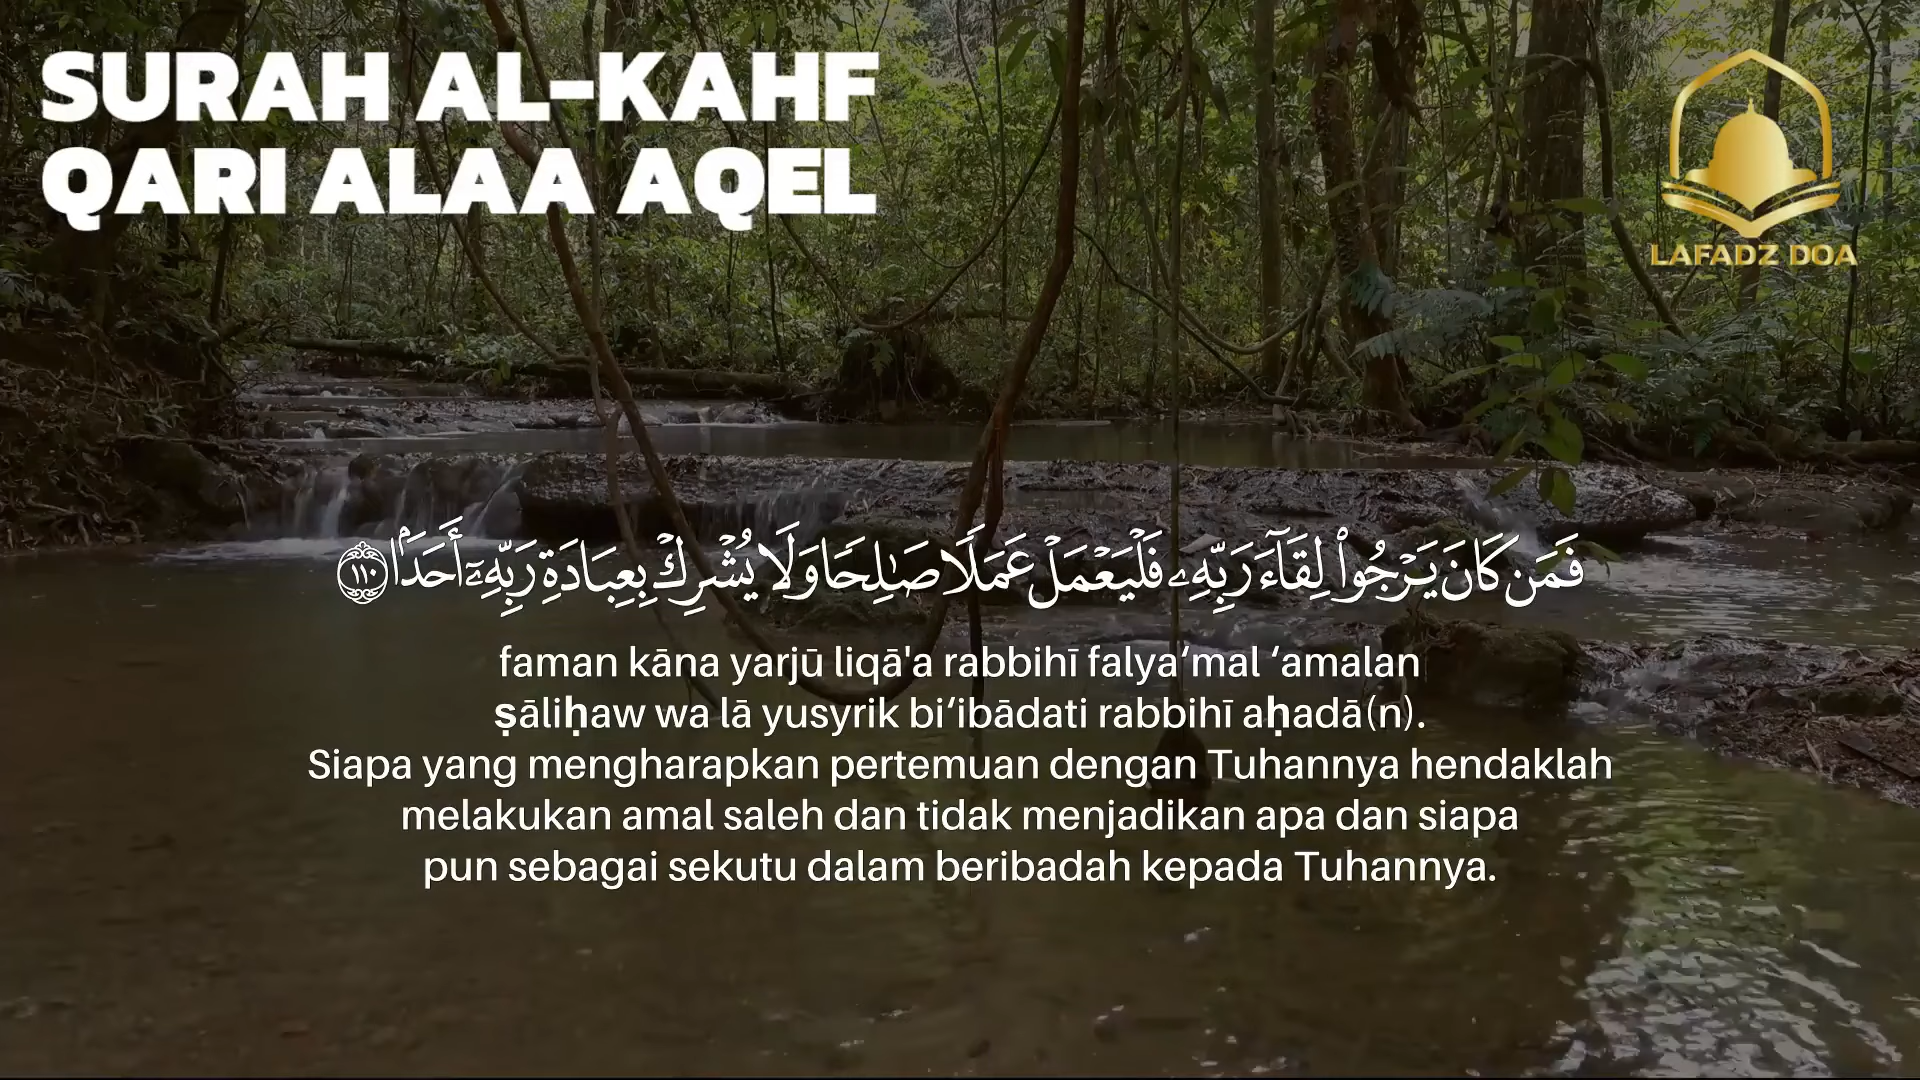 SURAH AL-KAHF
QARI ALAA AQEL
LAFADZ DOA
فَمَن كَانَ يَرْجُوا۟ لِقَآءَ رَبِّهِۦ فَلْيَعْمَلْ عَمَلًا صَـٰلِحًا وَلَا يُشْرِكْ بِعِبَادَةِ رَبِّهِۦٓ أَحَدًۢا ١١٠
faman kāna yarjū liqā'a rabbihī falya‘mal ‘amalan
ṣāliḥaw wa lā yusyrik bi‘ibādati rabbihī aḥadā(n).
Siapa yang mengharapkan pertemuan dengan Tuhannya hendaklah
melakukan amal saleh dan tidak menjadikan apa dan siapa
pun sebagai sekutu dalam beribadah kepada Tuhannya.